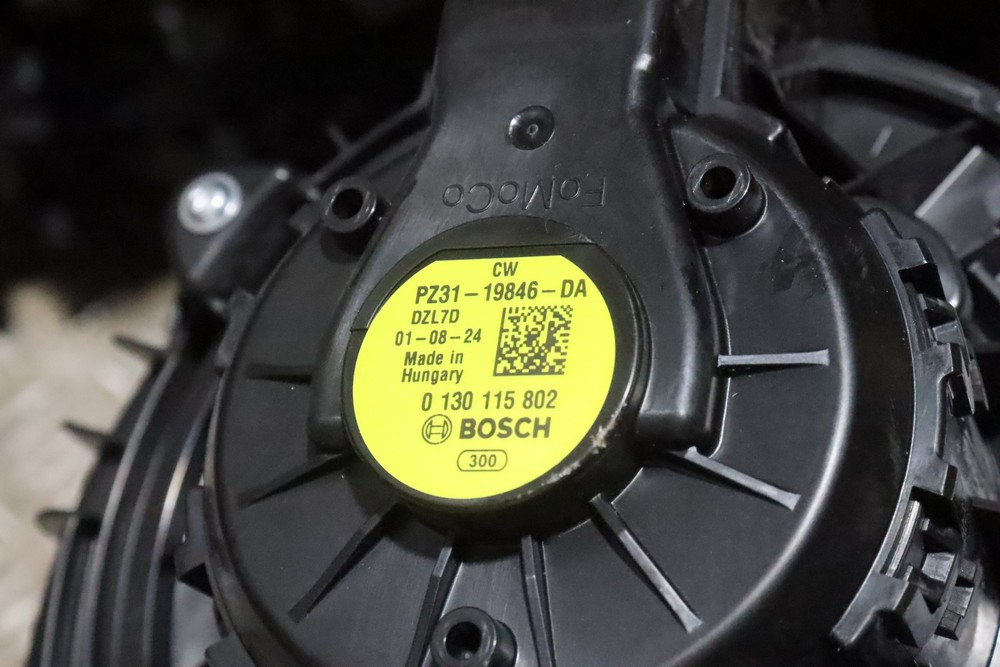 FoMoCo
CW
PZ31-19846-DA
DZL7D
01-08-24
Made in
Hungary
0 130 115 802
BOSCH
300